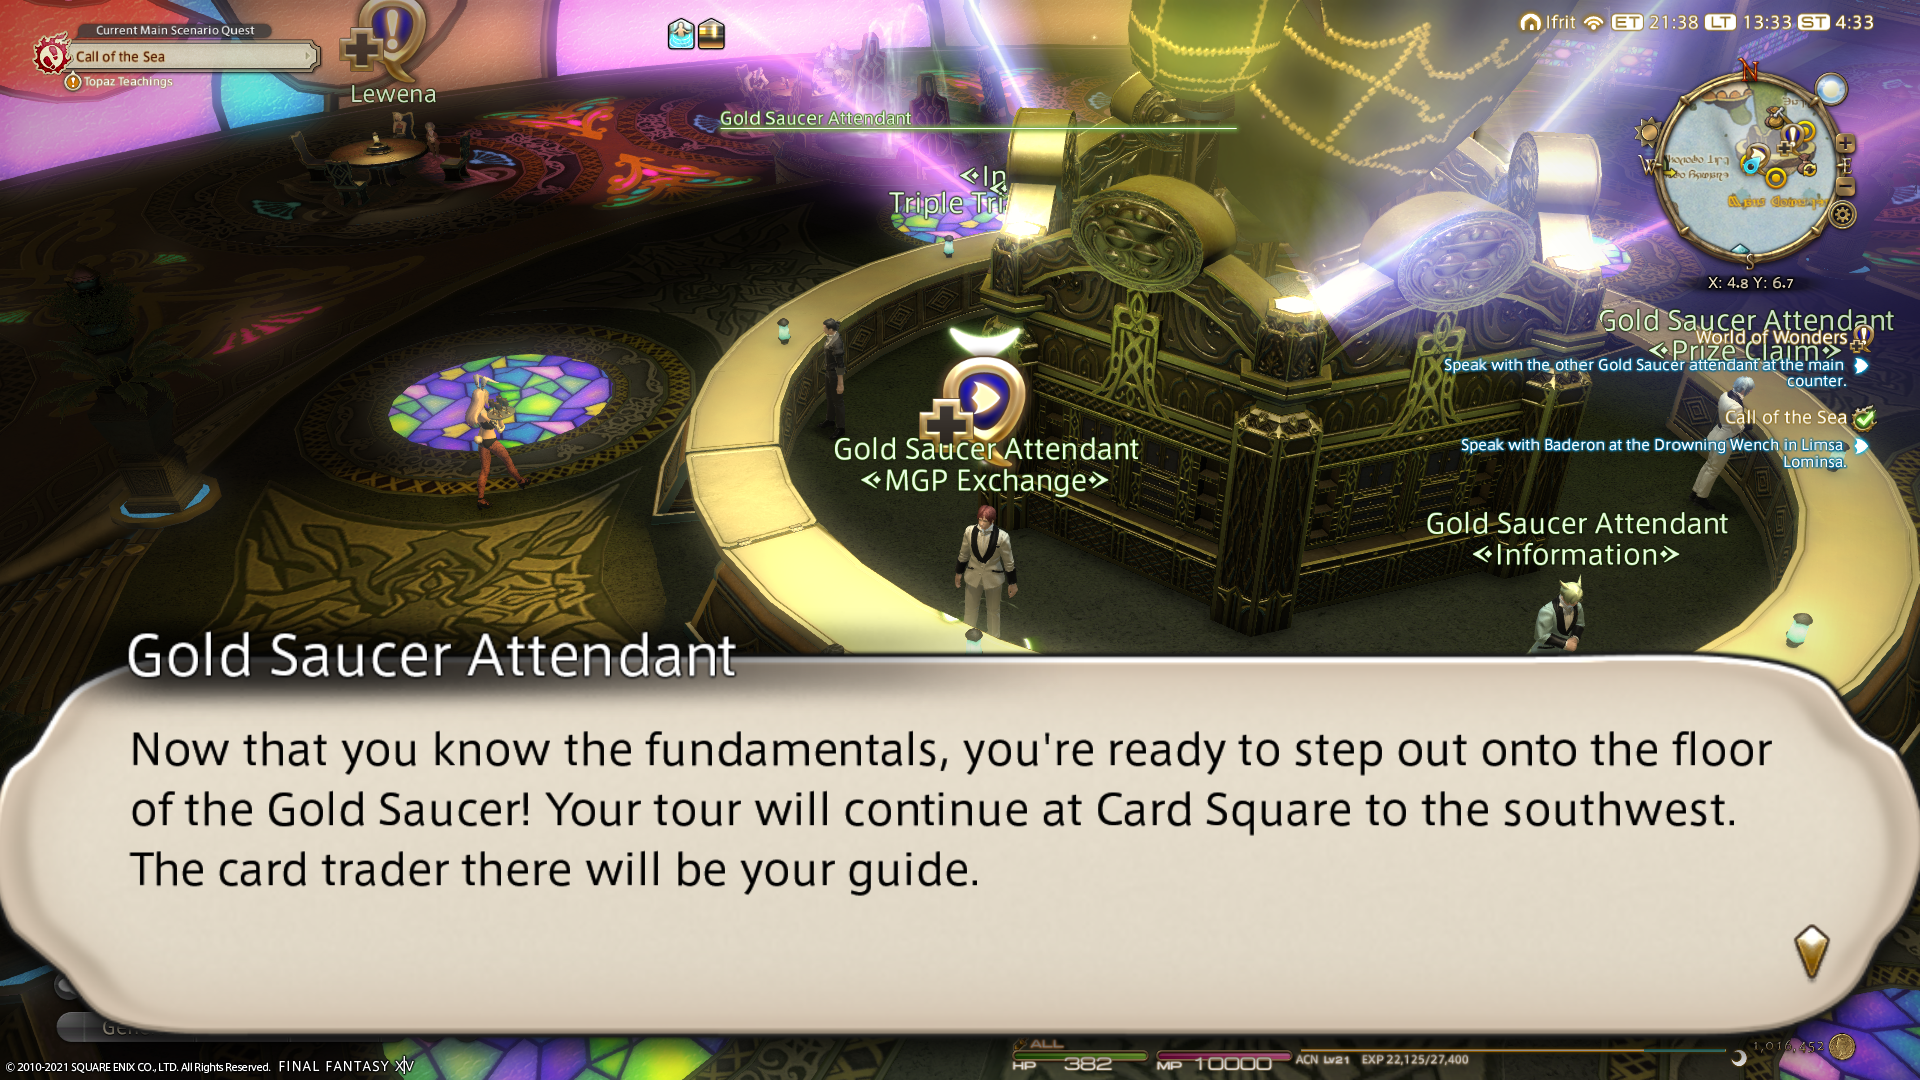 Current Main Scenario Quest
Call of the Sea
Topaz Teachings
Lewena
Ifrit ET 21:38 LT 13:33 ST 4:33
Gold Saucer Attendant
Triple Tri
N
W
E
S
X: 4.8 Y: 6.7
Gold Saucer Attendant
<Prize Claim>
World of Wonders
Speak with the other Gold Saucer attendant at the main
counter.
Call of the Sea
Speak with Baderon at the Drowning Wench in Limsa
Lominsa.
Gold Saucer Attendant
<MGP Exchange>
Gold Saucer Attendant
<Information>
Gold Saucer Attendant
Now that you know the fundamentals, you're ready to step out onto the floor
of the Gold Saucer! Your tour will continue at Card Square to the southwest.
The card trader there will be your guide.
ALL
HP 382 MP 10000 ACN Lv21 EXP 22,125/27,400
1,016,452
© 2010-2021 SQUARE ENIX CO., LTD. All Rights Reserved. FINAL FANTASY XIV